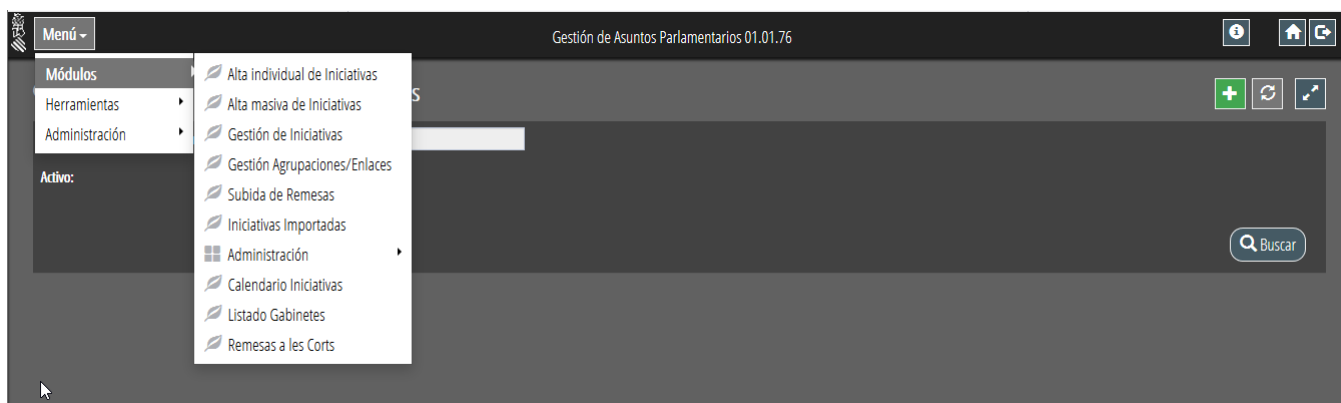 Menú
Gestión de Asuntos Parlamentarios 01.01.76
Módulos
Herramientas
Administración
Alta individual de Iniciativas
Alta masiva de Iniciativas
Gestión de Iniciativas
Gestión Agrupaciones/Enlaces
Subida de Remesas
Iniciativas Importadas
Administración
Calendario Iniciativas
Listado Gabinetes
Remesas a les Corts
Activo:
Buscar